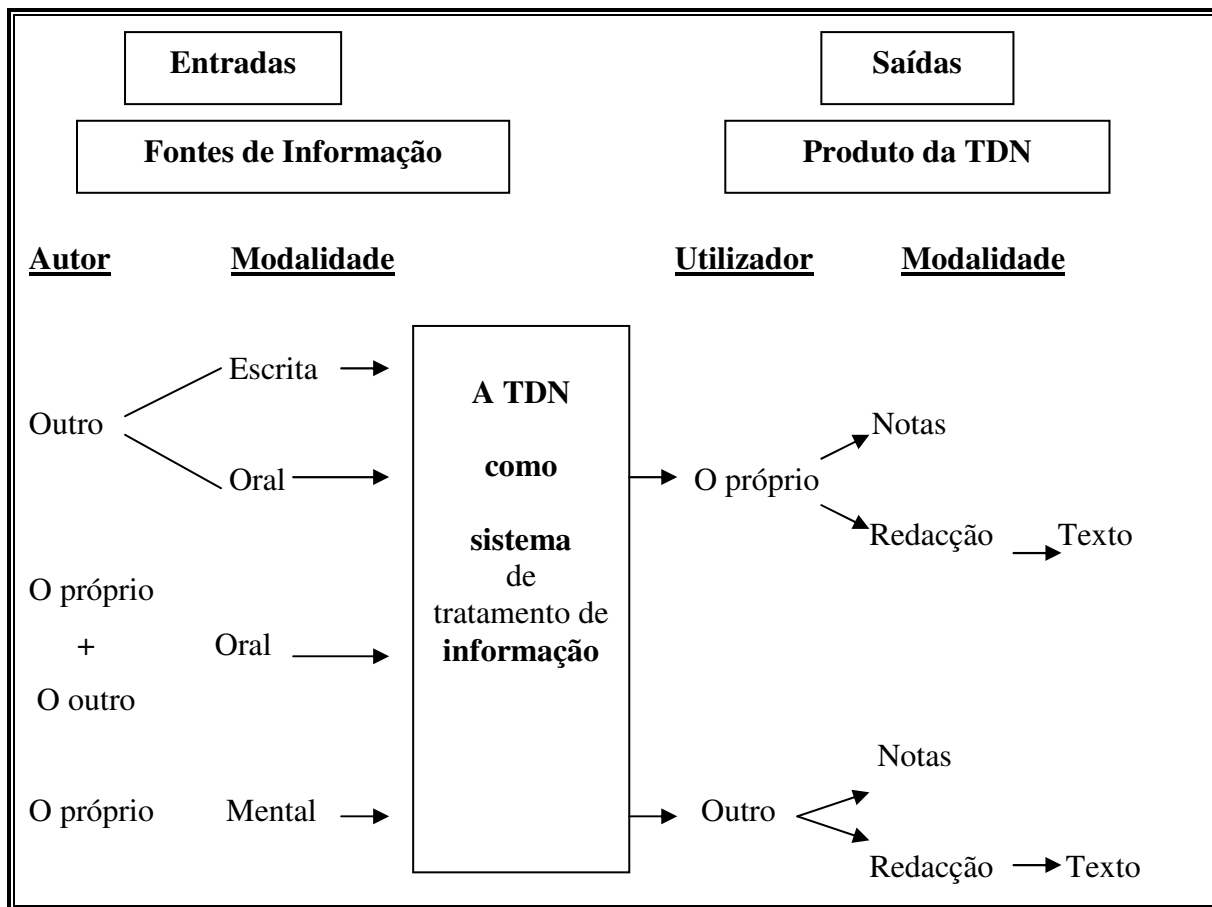 Entradas
Saídas
Fontes de Informação
Produto da TDN
Autor Modalidade
Utilizador Modalidade
Outro
Escrita
Oral
O próprio
+
O outro
Oral
O próprio Mental
A TDN
como
sistema
de
tratamento de
informação
O próprio
Notas
Redacção Texto
Outro
Notas
Redacção Texto